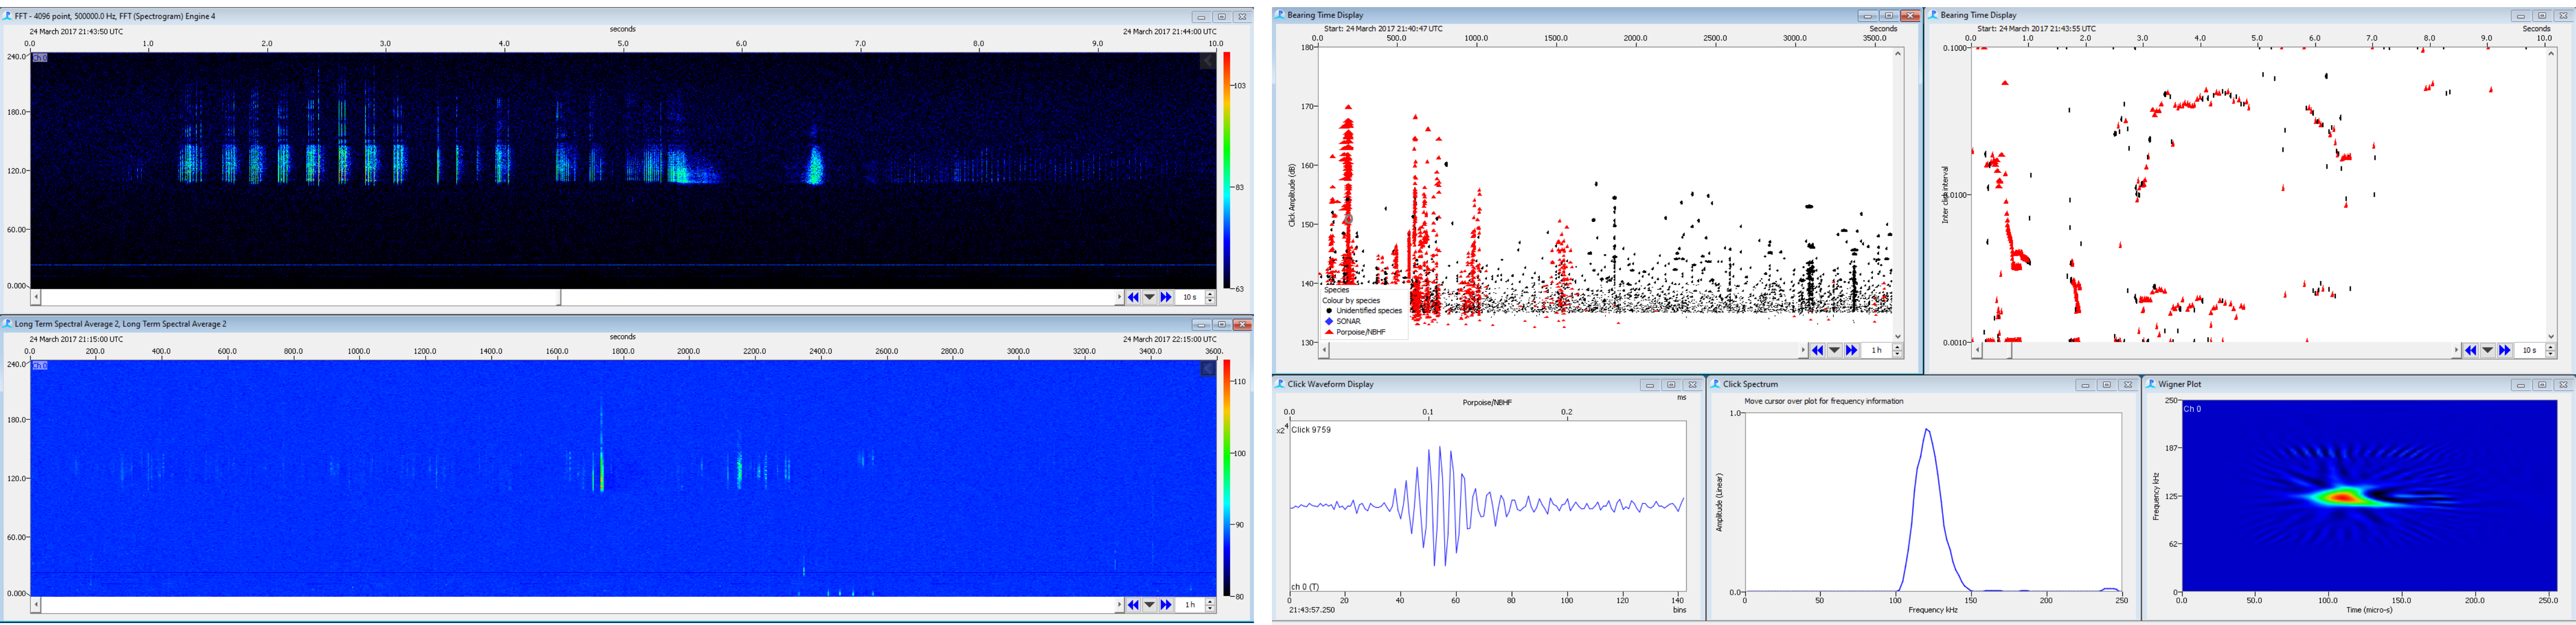 FFT - 4096 point, 500000.0 Hz, FFT (Spectrogram) Engine 4
seconds
24 March 2017 21:43:50 UTC
24 March 2017 21:44:00 UTC
0.0 1.0 2.0 3.0 4.0 5.0 6.0 7.0 8.0 9.0 10.0
Ch 0
240.0
180.0
120.0
60.00
0.000
103
83
63
10 s
Long Term Spectral Average 2, Long Term Spectral Average 2
seconds
24 March 2017 21:15:00 UTC
24 March 2017 22:15:00 UTC
0.0 200.0 400.0 600.0 800.0 1000.0 1200.0 1400.0 1600.0 1800.0 2000.0 2200.0 2400.0 2600.0 2800.0 3000.0 3200.0 3400.0 3600.
Ch 0
240.0
180.0
120.0
60.00
0.000
110
100
90
80
1 h
Bearing Time Display
Start: 24 March 2017 21:40:47 UTC
Seconds
0.0 500.0 1000.0 1500.0 2000.0 2500.0 3000.0 3500.0
180
170
160
150
140
130
Click Amplitude (dB)
Species
Colour by species
Unidentified species
SONAR
Porpoise/NBHF
1 h
Bearing Time Display
Start: 24 March 2017 21:43:55 UTC
Seconds
0.0 1.0 2.0 3.0 4.0 5.0 6.0 7.0 8.0 9.0 10.0
0.1000
0.0100
0.0010
Inter click interval
10 s
Click Waveform Display
Porpoise/NBHF
ms
0.0 0.1 0.2
x2^4
Click 9759
ch 0 (T)
0 20 40 60 80 100 120 140
21:43:57.250
bins
Click Spectrum
Move cursor over plot for frequency information
1.0
0.0
Amplitude (Linear)
0 50 100 150 200 250
Frequency kHz
Wigner Plot
Ch 0
250
187
125
62
0
Frequency kHz
0.0 50.0 100.0 150.0 200.0 250.0
Time (micro-s)